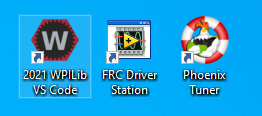 W
2021 WPILib
VS Code
FRC Driver
Station
Phoenix
Tuner